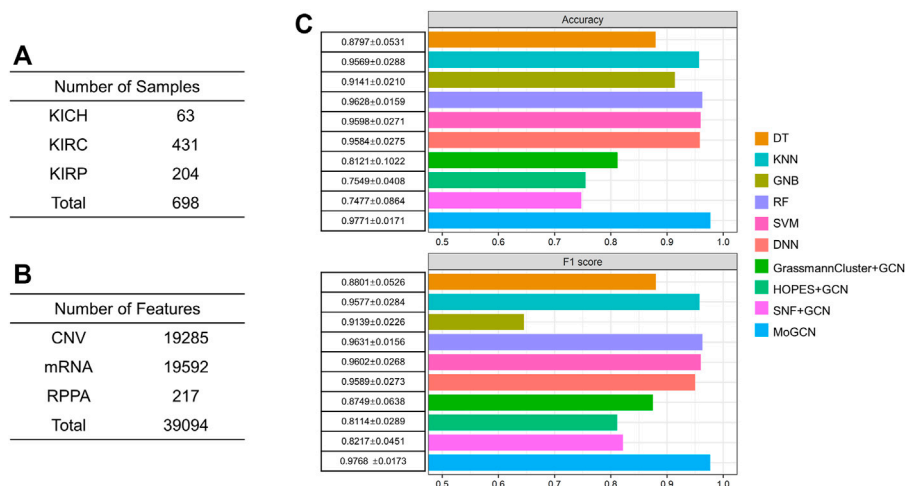 A
Number of Samples
KICH 63
KIRC 431
KIRP 204
Total 698
B
Number of Features
CNV 19285
mRNA 19592
RPPA 217
Total 39094
C
Accuracy
0.8797±0.0531
0.9569±0.0288
0.9141±0.0210
0.9628±0.0159
0.9598±0.0271
0.9584±0.0275
0.8121±0.1022
0.7549±0.0408
0.7477±0.0864
0.9771±0.0171
0.5 0.6 0.7 0.8 0.9 1.0
F1 score
0.8801±0.0526
0.9577±0.0284
0.9139±0.0226
0.9631±0.0156
0.9602±0.0268
0.9589±0.0273
0.8749±0.0638
0.8114±0.0289
0.8217±0.0451
0.9768 ±0.0173
0.5 0.6 0.7 0.8 0.9 1.0
DT
KNN
GNB
RF
SVM
DNN
GrassmannCluster+GCN
HOPES+GCN
SNF+GCN
MoGCN